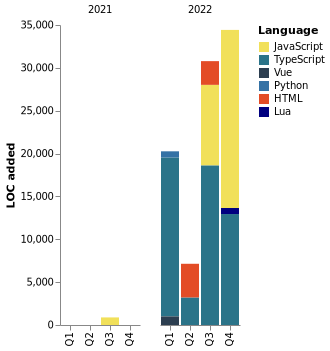 2021
2022
Language
JavaScript
TypeScript
Vue
Python
HTML
Lua
LOC added
35,000
30,000
25,000
20,000
15,000
10,000
5,000
0
Q1
Q2
Q3
Q4
Q1
Q2
Q3
Q4